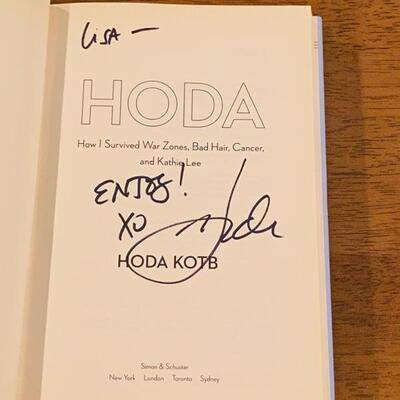 Lisa —
HODA
How I Survived War Zones, Bad Hair, Cancer,
and Kathie Lee
ENJOY!
XO Hoda
HODA KOTB
Simon & Schuster
New York London Toronto Sydney